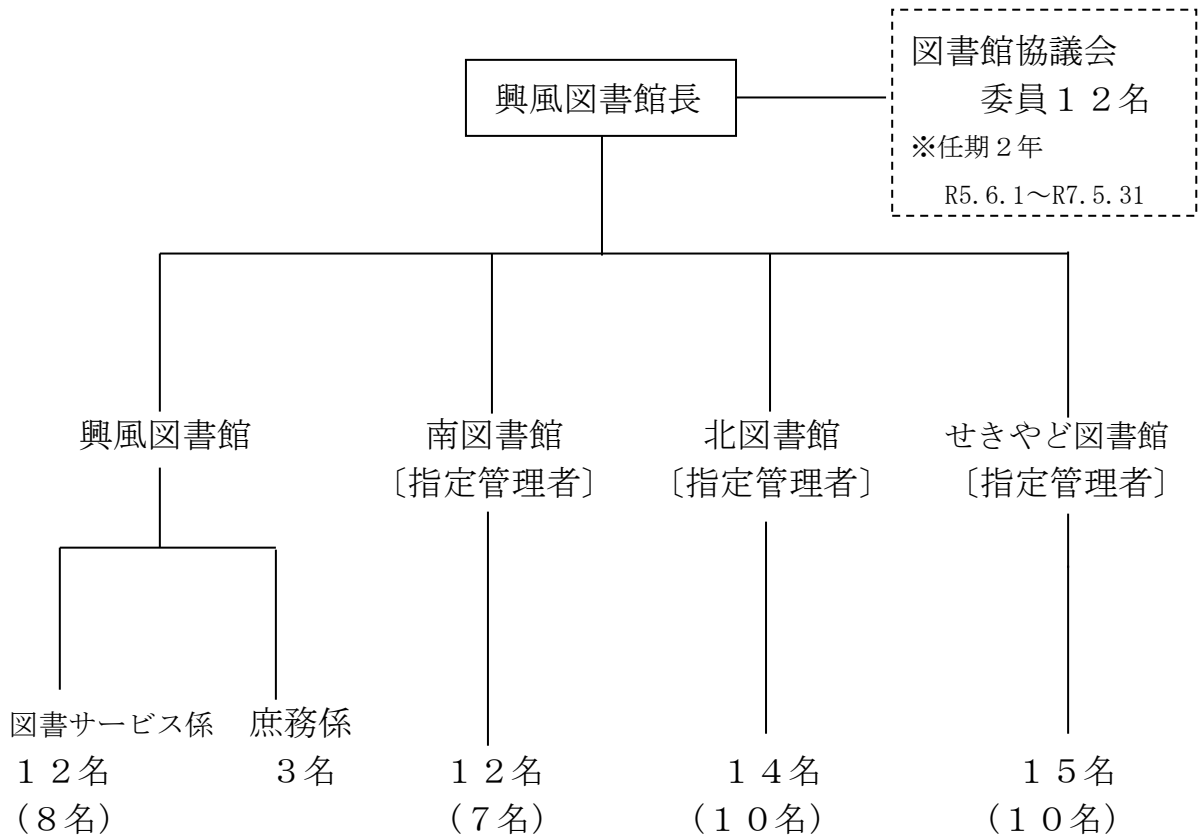 図書館協議会
委員１２名
※任期２年
R5.6.1～R7.5.31
興風図書館長
興風図書館
南図書館
〔指定管理者〕
北図書館
〔指定管理者〕
せきやど図書館
〔指定管理者〕
図書サービス係
１２名
（８名）
庶務係
３名
１２名
（７名）
１４名
（１０名）
１５名
（１０名）